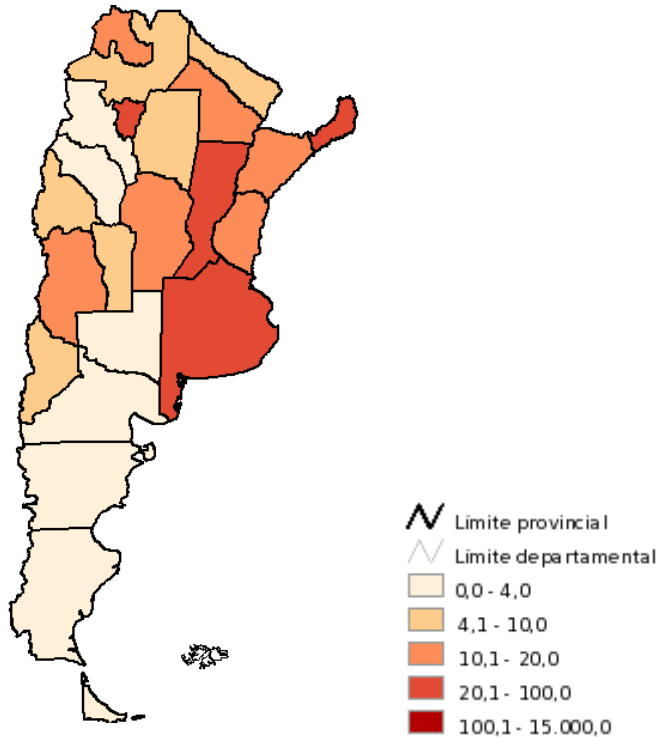 Límite provincial
Límite departamental
0,0 - 4,0
4,1 - 10,0
10,1 - 20,0
20,1 - 100,0
100,1 - 15.000,0